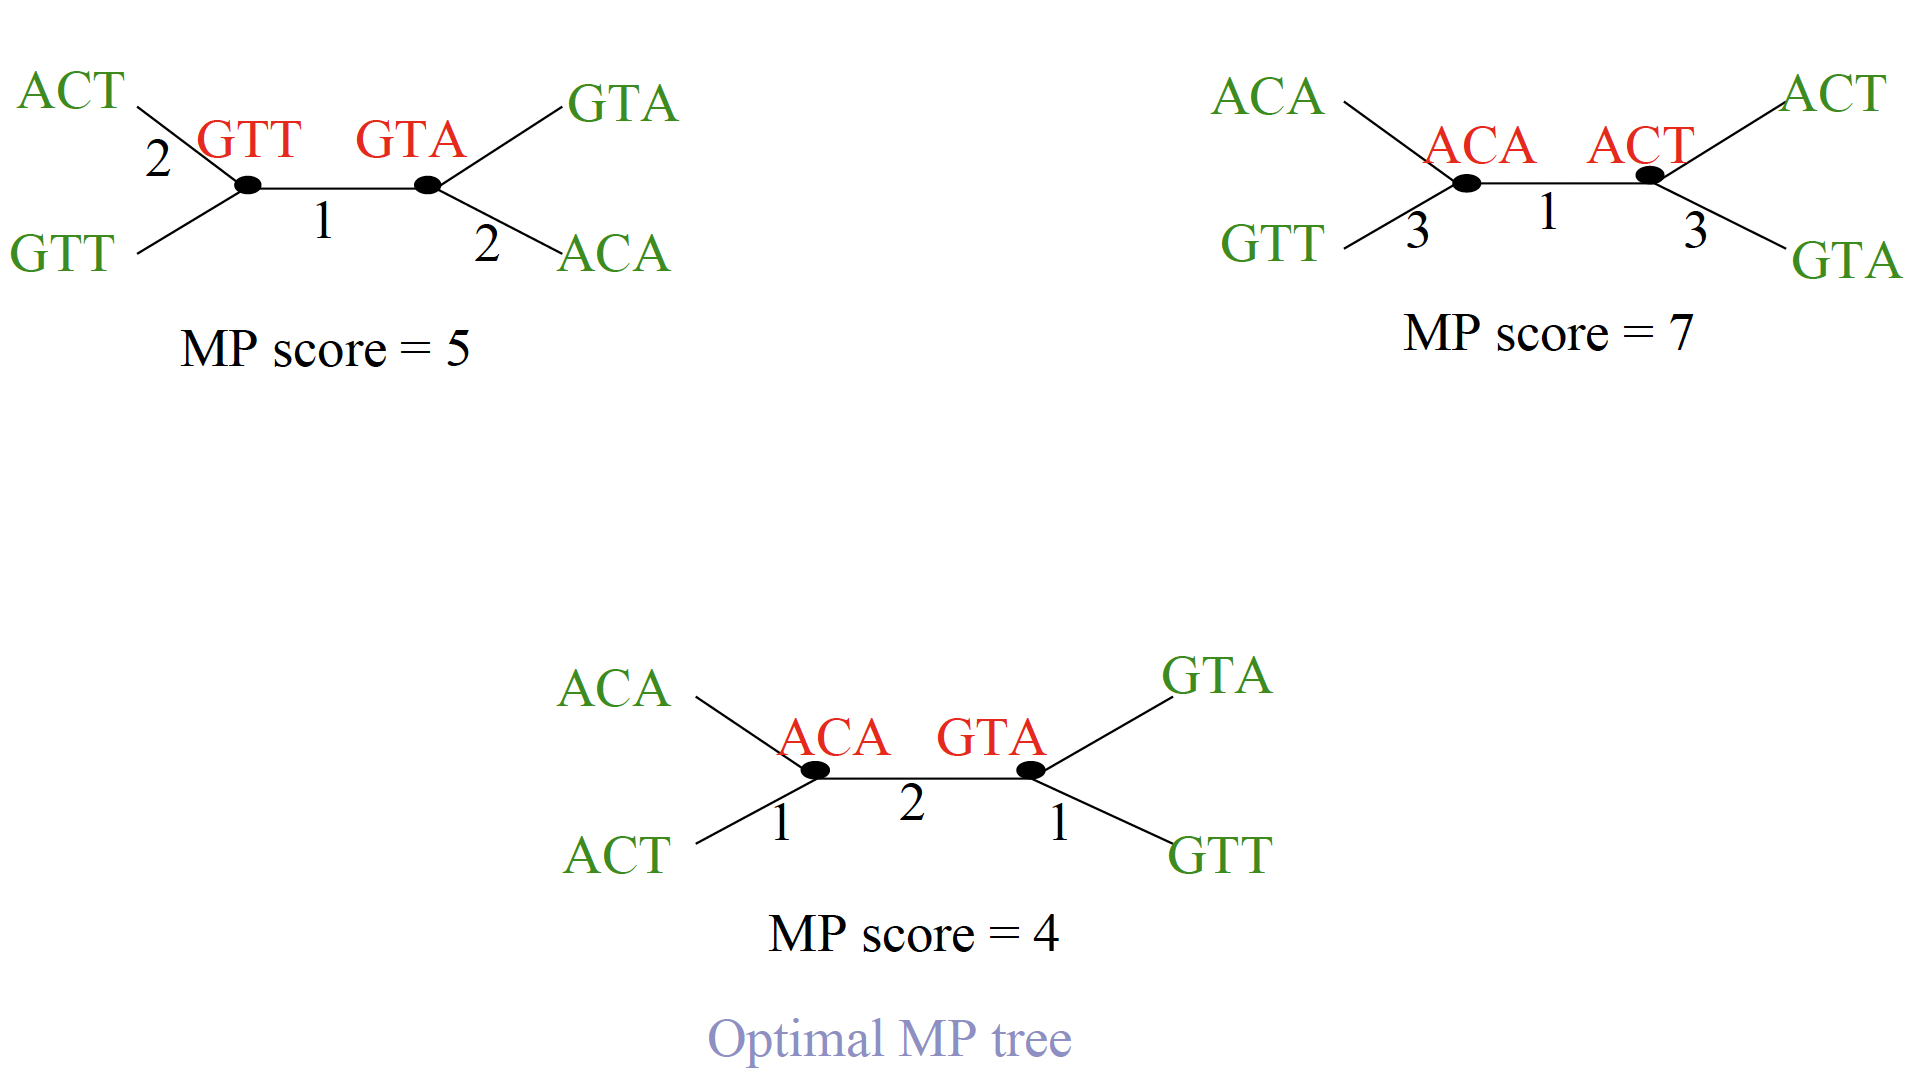 ACT
GTT
GTA
GTA
2
1
2
GTT
ACA
MP score = 5
ACA
ACT
ACA
ACT
GTT
3
1
3
GTA
MP score = 7
ACA
GTA
ACA
GTA
1
2
1
ACT
GTT
MP score = 4
Optimal MP tree